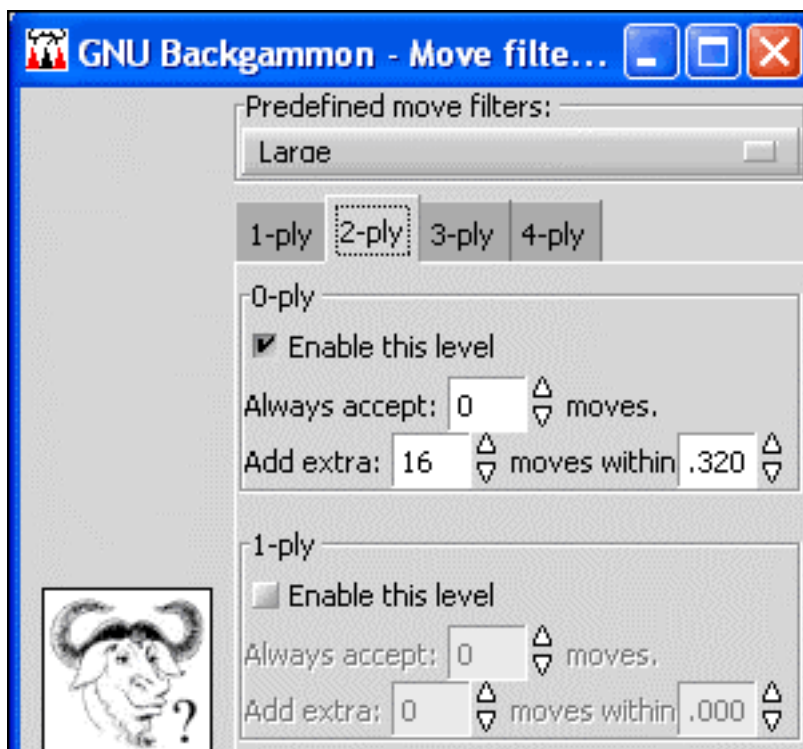 GNU Backgammon - Move filte...
Predefined move filters:
Large
1-ply 2-ply 3-ply 4-ply
0-ply
Enable this level
Always accept: 0 moves.
Add extra: 16 moves within .320
1-ply
Enable this level
Always accept: 0 moves.
Add extra: 0 moves within .000
?